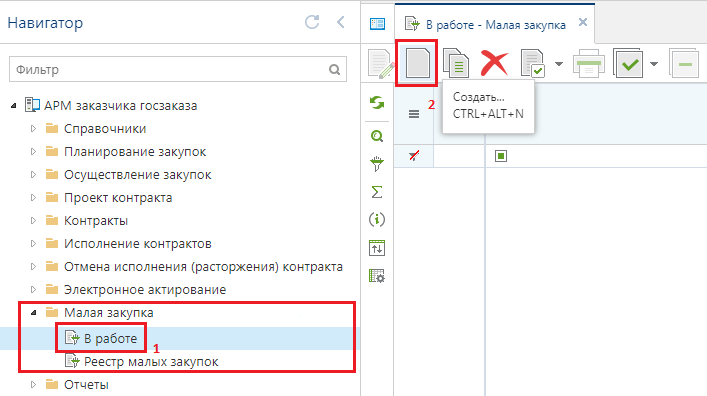 Навигатор
Фильтр
АРМ заказчика госзаказа
Справочники
Планирование закупок
Осуществление закупок
Проект контракта
Контракты
Исполнение контрактов
Отмена исполнения (расторжения) контракта
Электронное актирование
Малая закупка
В работе
1
Реестр малых закупок
Отчеты
В работе - Малая закупка
2
Создать...
CTRL+ALT+N